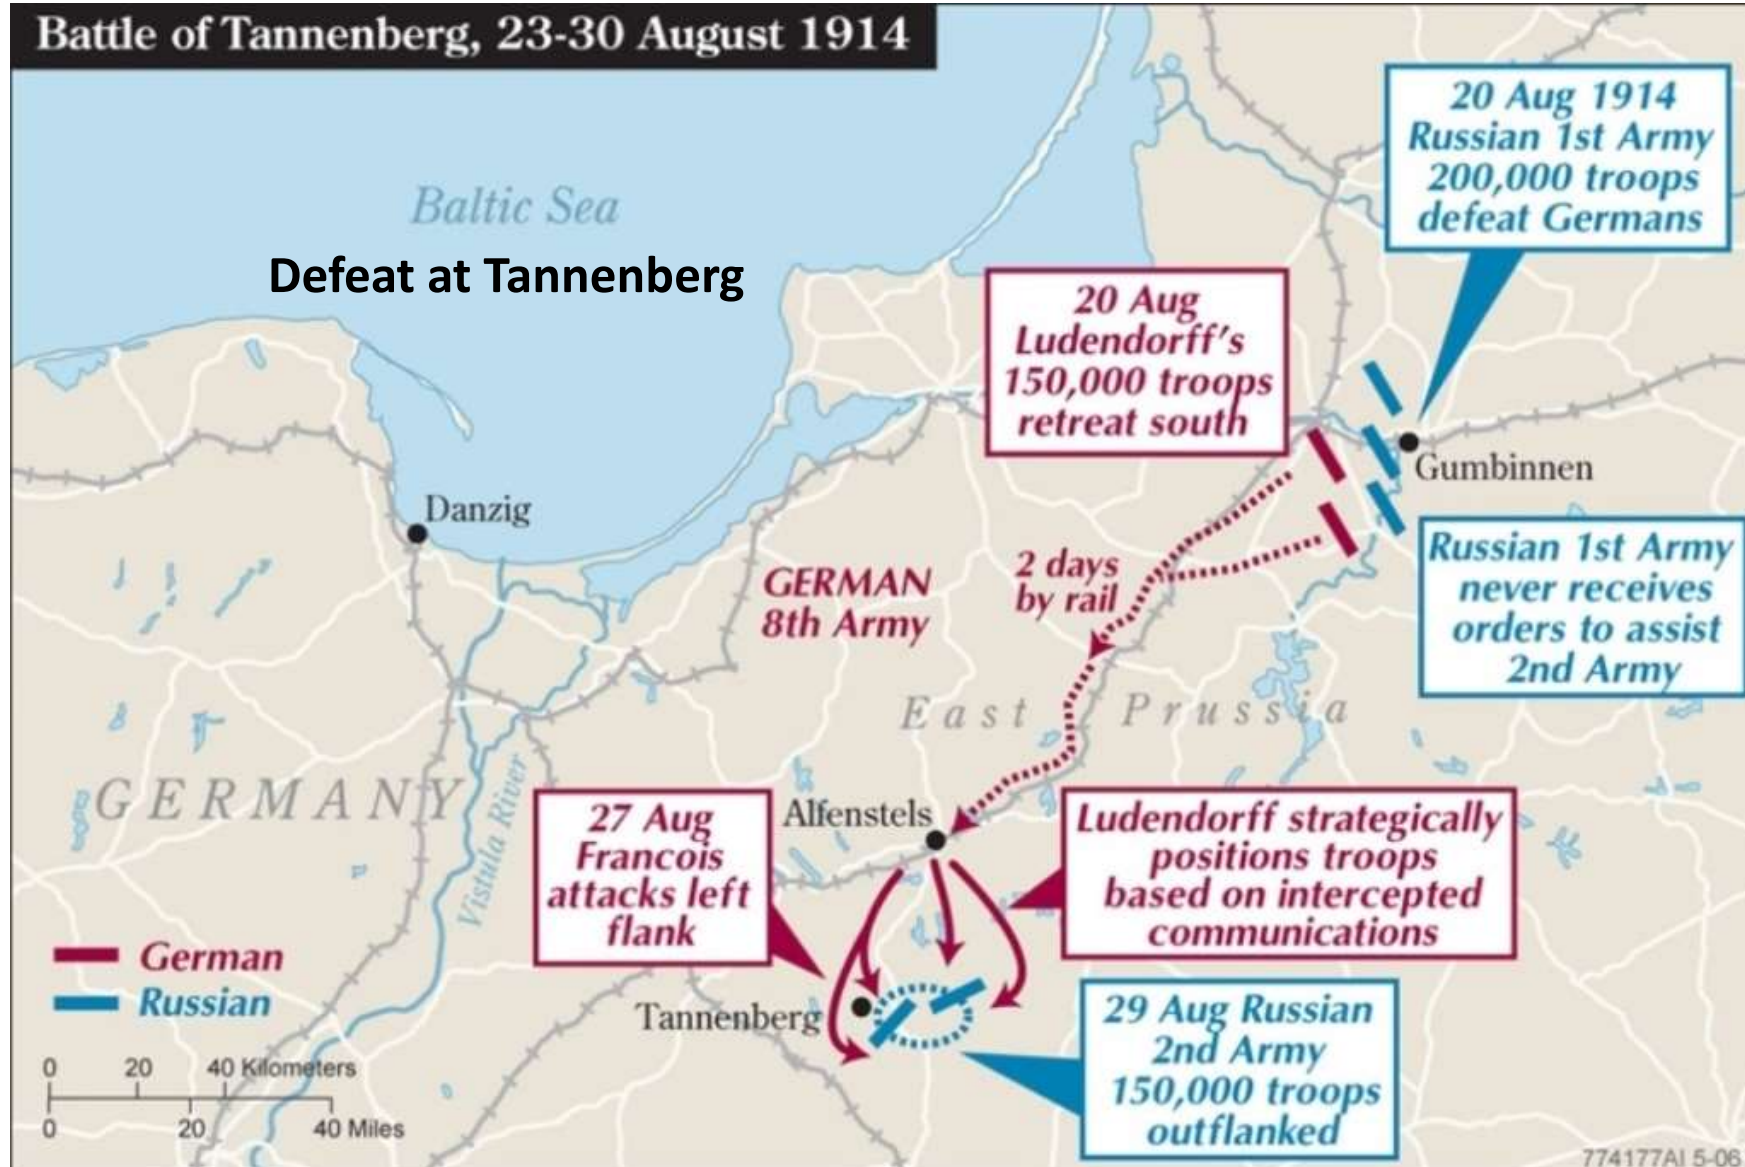 Battle of Tannenberg, 23-30 August 1914
Baltic Sea
Defeat at Tannenberg
20 Aug 1914
Russian 1st Army
200,000 troops
defeat Germans
20 Aug
Ludendorff's
150,000 troops
retreat south
Gumbinnen
Danzig
Russian 1st Army
never receives
orders to assist
2nd Army
2 days
by rail
GERMAN
8th Army
East Prussia
GERMANY
Vistula River
Alfenstels
27 Aug
Francois
attacks left
flank
Ludendorff strategically
positions troops
based on intercepted
communications
German
Russian
Tannenberg
29 Aug Russian
2nd Army
150,000 troops
outflanked
0 20 40 Kilometers
0 20 40 Miles
774177AI 5-06